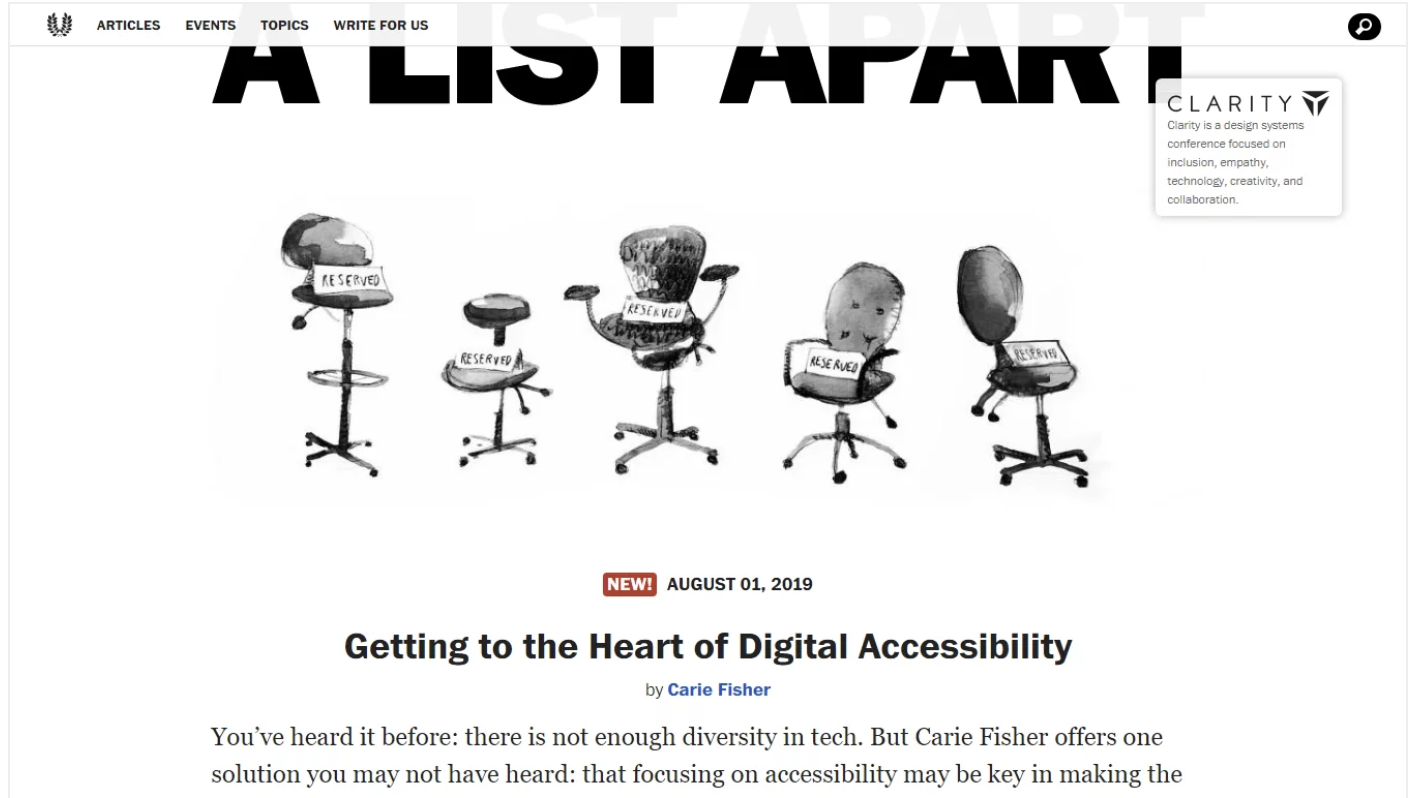 ARTICLES EVENTS TOPICS WRITE FOR US
A LIST APART
CLARITY
Clarity is a design systems
conference focused on
inclusion, empathy,
technology, creativity, and
collaboration.
RESERVED
RESERVED
RESERVED
RESERVED
RESERVED
NEW! AUGUST 01, 2019
Getting to the Heart of Digital Accessibility
by Carie Fisher
You’ve heard it before: there is not enough diversity in tech. But Carie Fisher offers one
solution you may not have heard: that focusing on accessibility may be key in making the